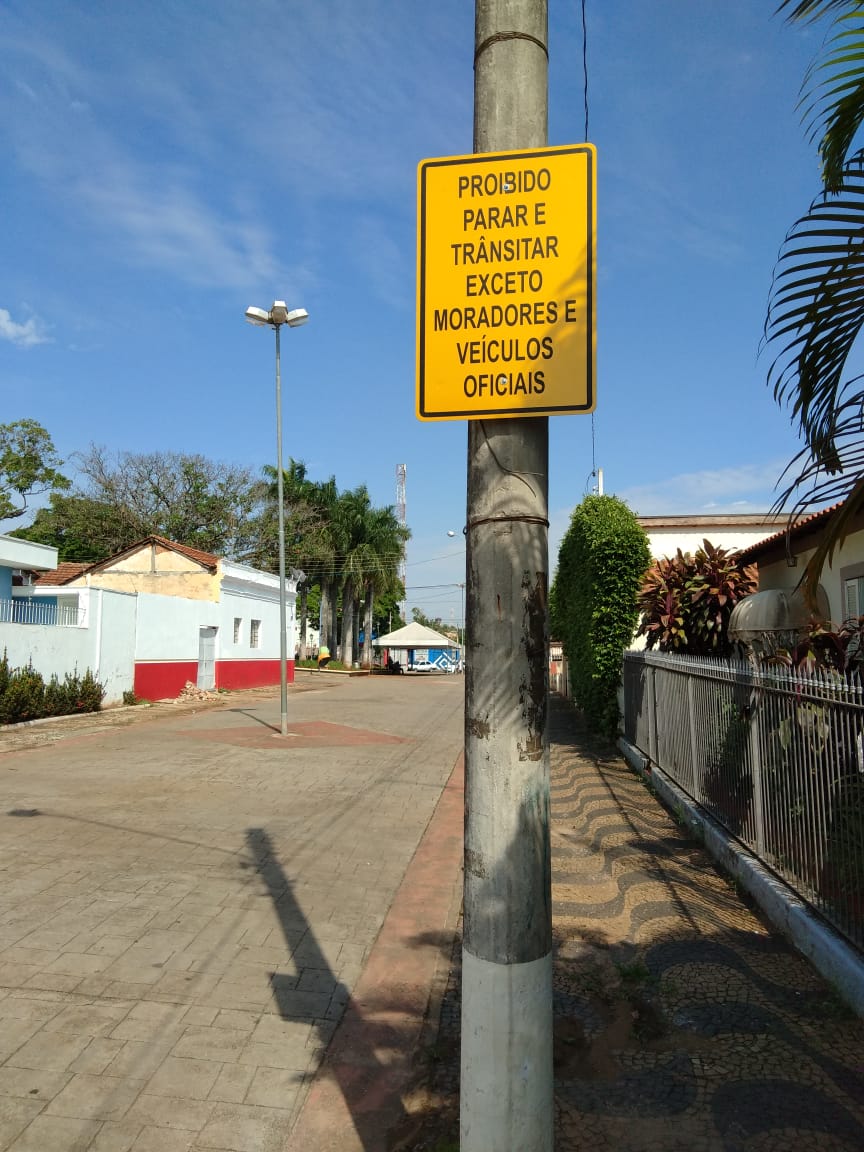 PROIBIDO
PARAR E
TRÂNSITAR
EXCETO
MORADORES E
VEÍCULOS
OFICIAIS